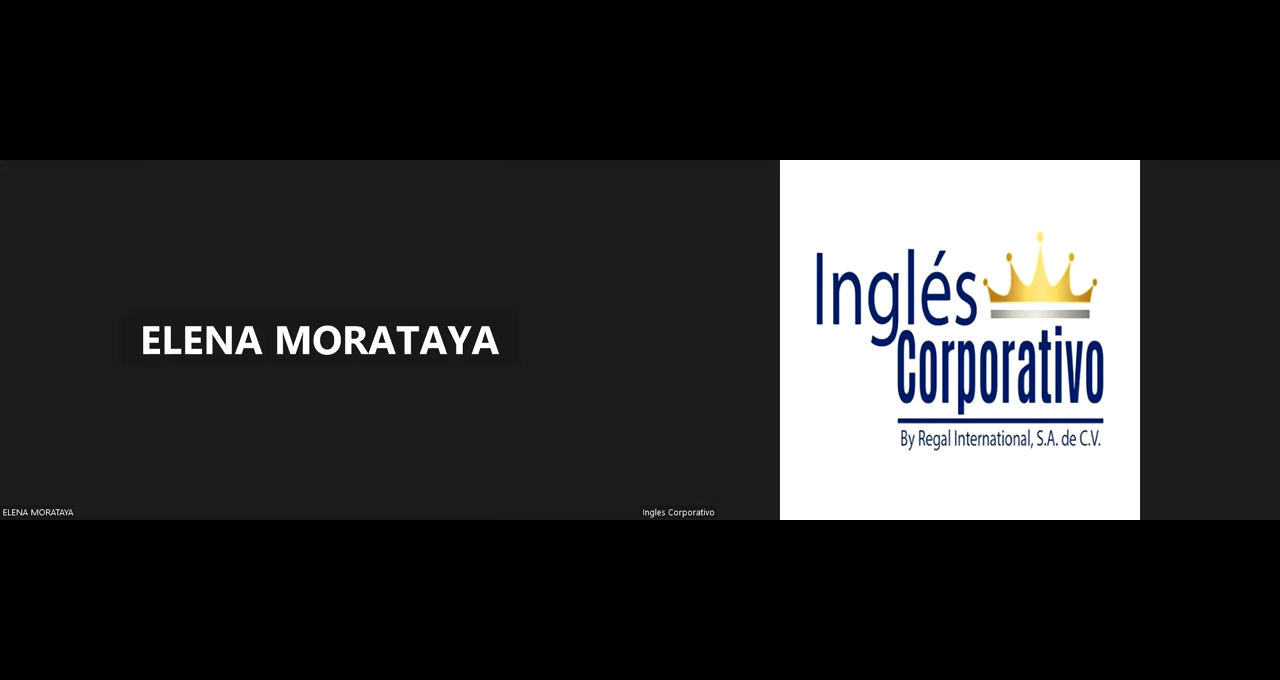 ELENA MORATAYA
ELENA MORATAYA
Inglés
Corporativo
By Regal International, S.A. de C.V.
Ingles Corporativo